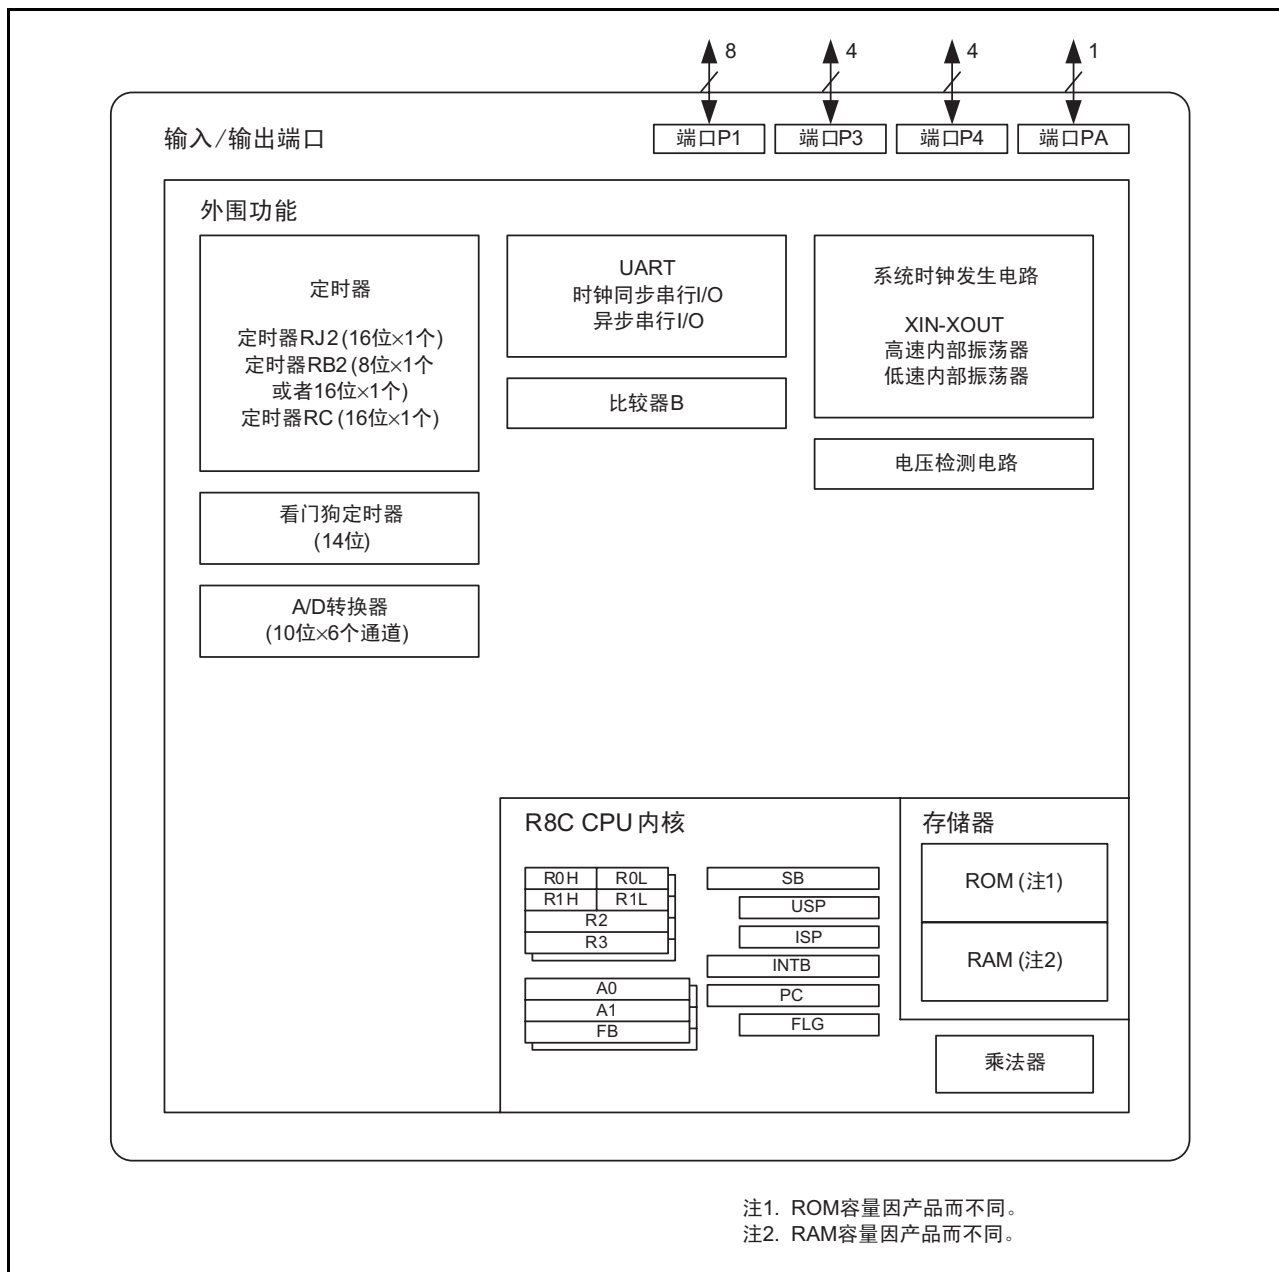 8
4
4
1
输入/输出端口
端口P1
端口P3
端口P4
端口PA
外围功能
定时器
定时器RJ2 (16位×1个)
定时器RB2 (8位×1个
或者16位×1个)
定时器RC (16位×1个)
看门狗定时器
(14位)
A/D转换器
(10位×6个通道)
UART
时钟同步串行I/O
异步串行I/O
比较器B
系统时钟发生电路
XIN-XOUT
高速内部振荡器
低速内部振荡器
电压检测电路
R8C CPU 内核
R0H R0L
R1H R1L
R2
R3
A0
A1
FB
SB
USP
ISP
INTB
PC
FLG
存储器
ROM (注1)
RAM (注2)
乘法器
注1. ROM容量因产品而不同。
注2. RAM容量因产品而不同。